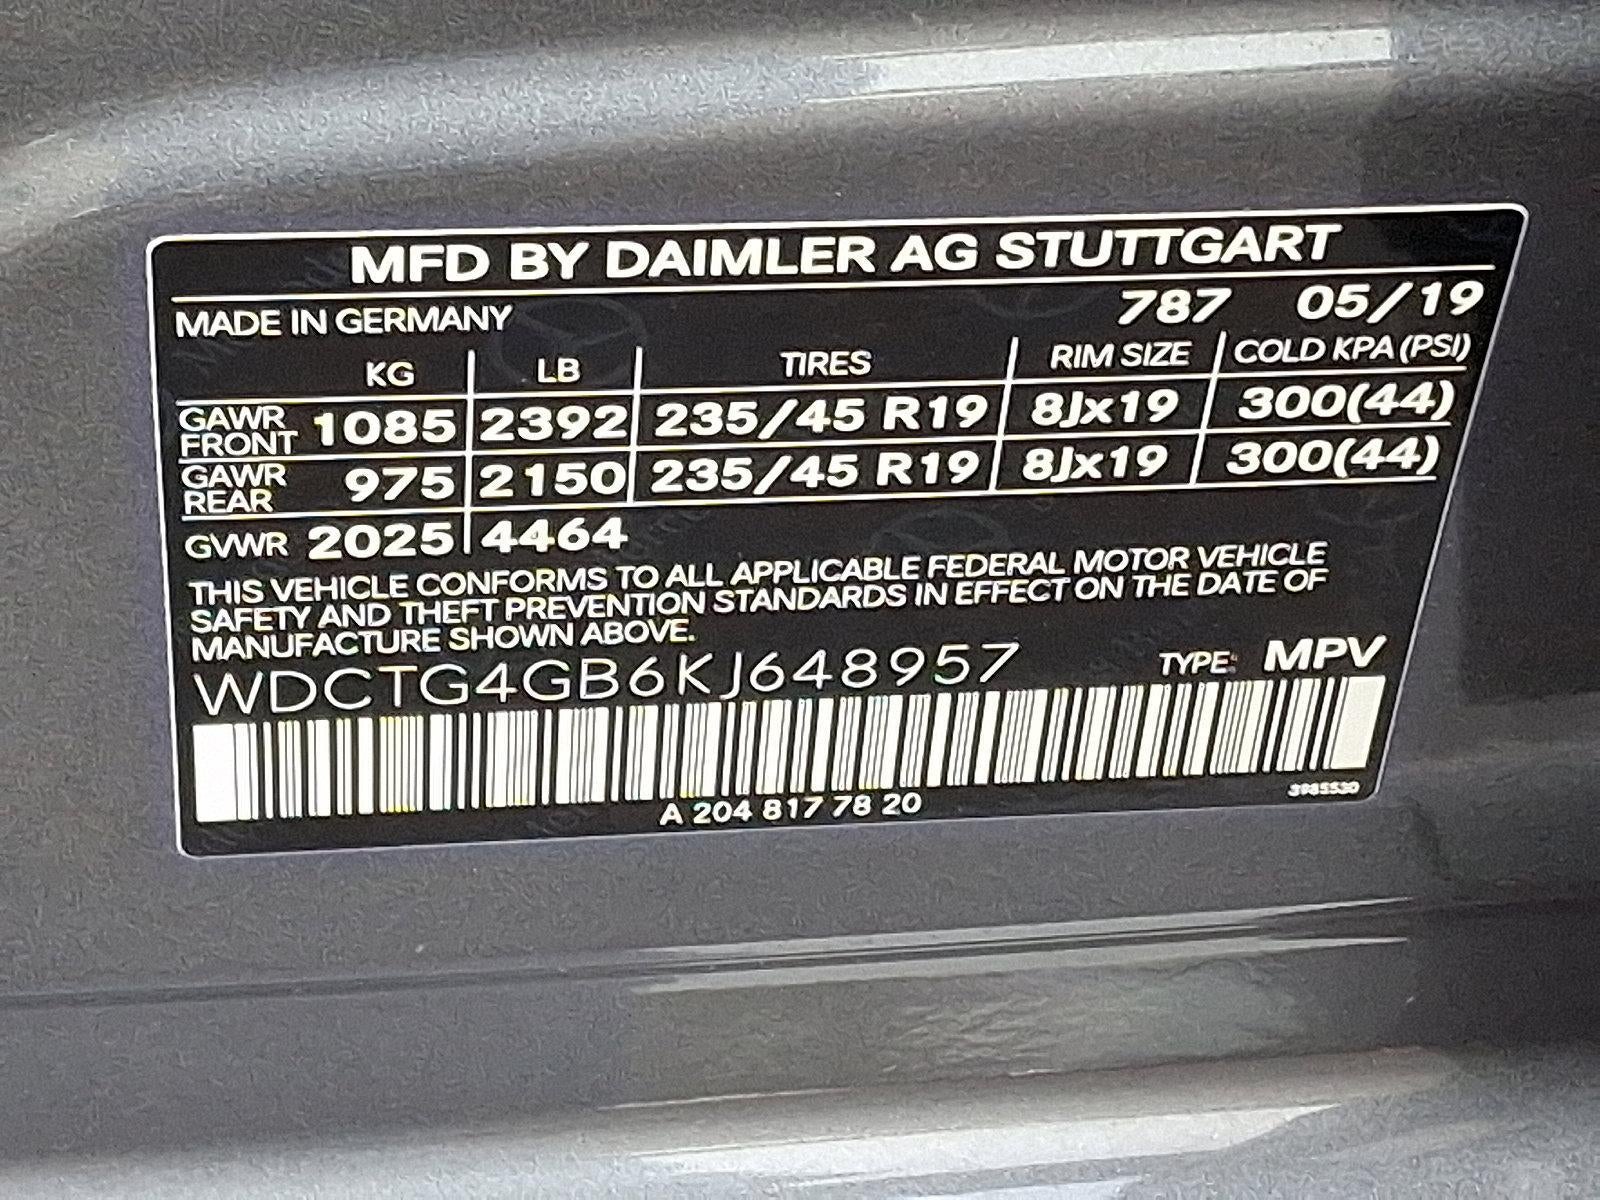 MFD BY DAIMLER AG STUTTGART
MADE IN GERMANY 787 05/19
KG LB TIRES RIM SIZE COLD KPA (PSI)
GAWR FRONT 1085 2392 235/45 R19 8Jx19 300(44)
GAWR REAR 975 2150 235/45 R19 8Jx19 300(44)
GVWR 2025 4464
THIS VEHICLE CONFORMS TO ALL APPLICABLE FEDERAL MOTOR VEHICLE
SAFETY AND THEFT PREVENTION STANDARDS IN EFFECT ON THE DATE OF
MANUFACTURE SHOWN ABOVE.
WDCTG4GB6KJ648957 TYPE: MPV
A 204 817 78 20
3985530